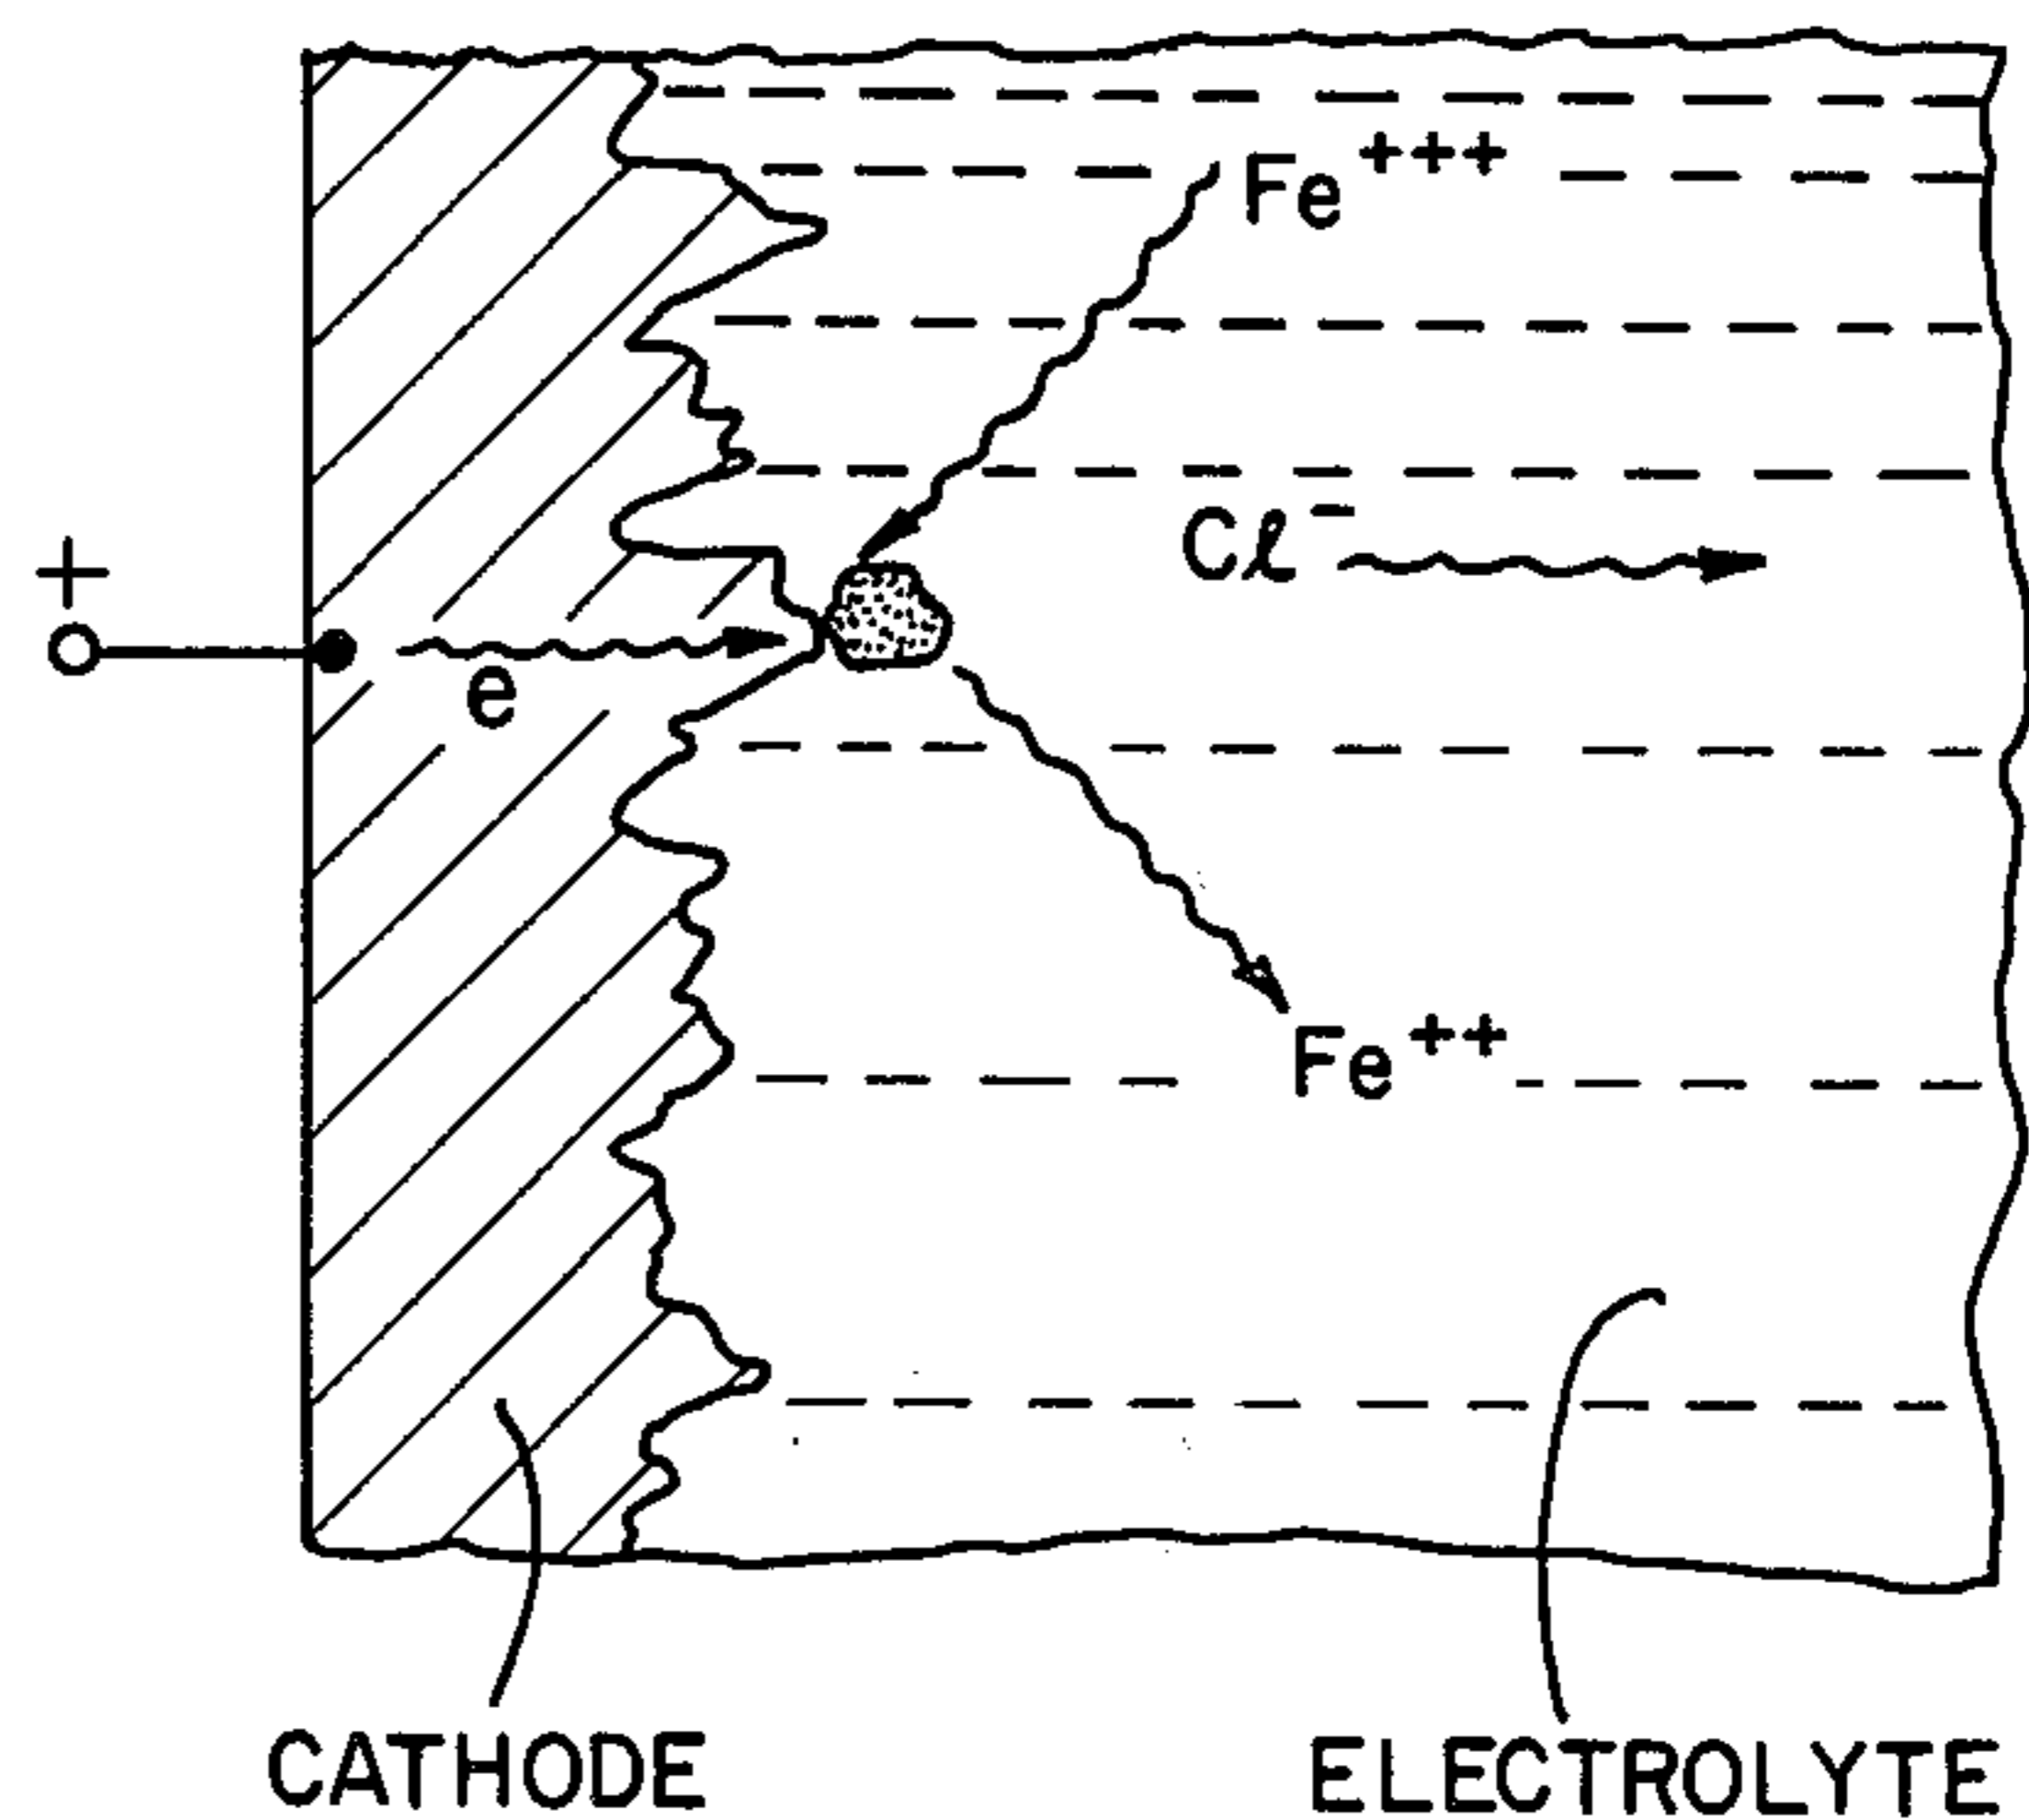 Fe+++
Cℓ−
+
e
Fe++
CATHODE ELECTROLYTE